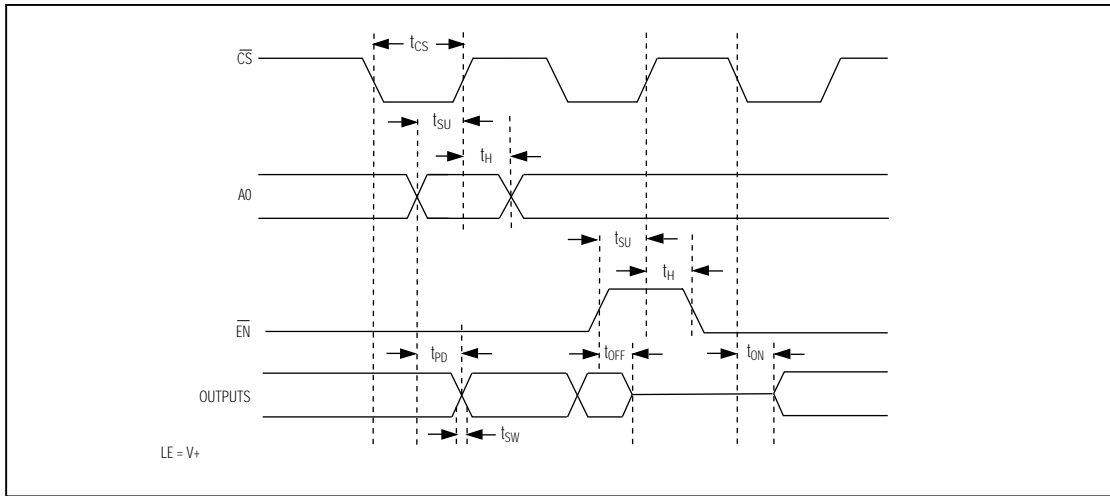 tCS
CS
tSU
tH
A0
tSU
tH
EN
tPD
tOFF
tON
OUTPUTS
tSW
LE = V+